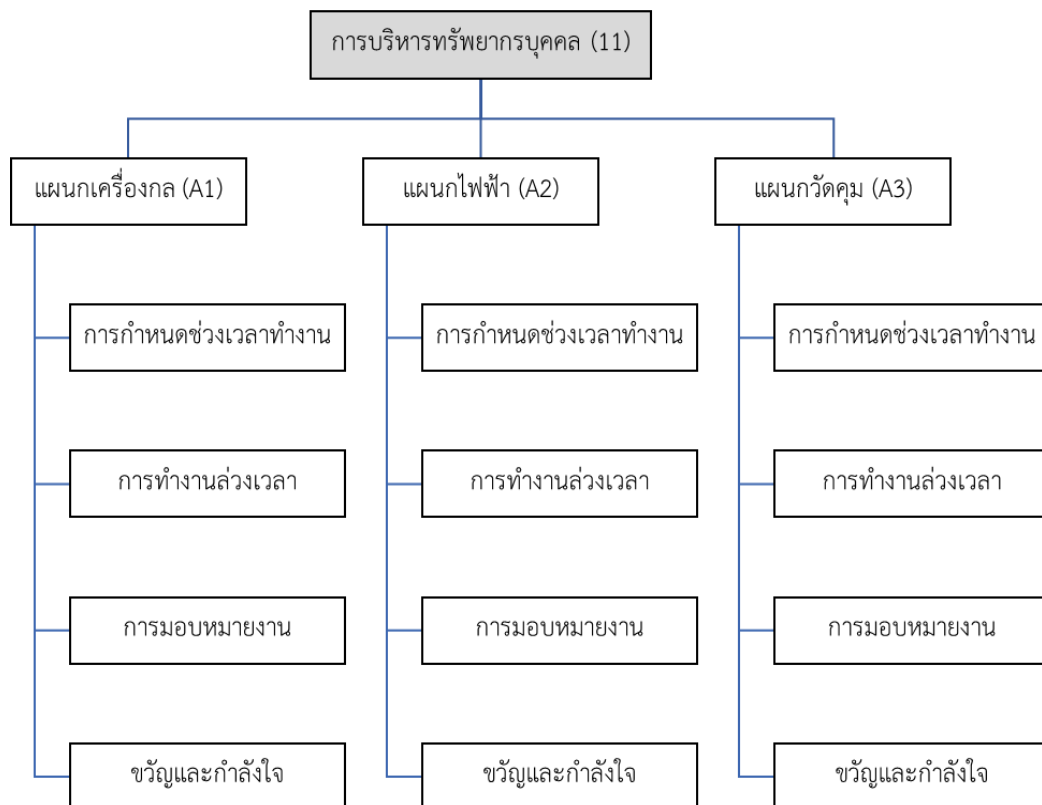 การบริหารทรัพยากรบุคคล (11)
แผนกเครื่องกล (A1)
แผนกไฟฟ้า (A2)
แผนกวัดคุม (A3)
การกำหนดช่วงเวลาทำงาน
การกำหนดช่วงเวลาทำงาน
การกำหนดช่วงเวลาทำงาน
การทำงานล่วงเวลา
การทำงานล่วงเวลา
การทำงานล่วงเวลา
การมอบหมายงาน
การมอบหมายงาน
การมอบหมายงาน
ขวัญและกำลังใจ
ขวัญและกำลังใจ
ขวัญและกำลังใจ